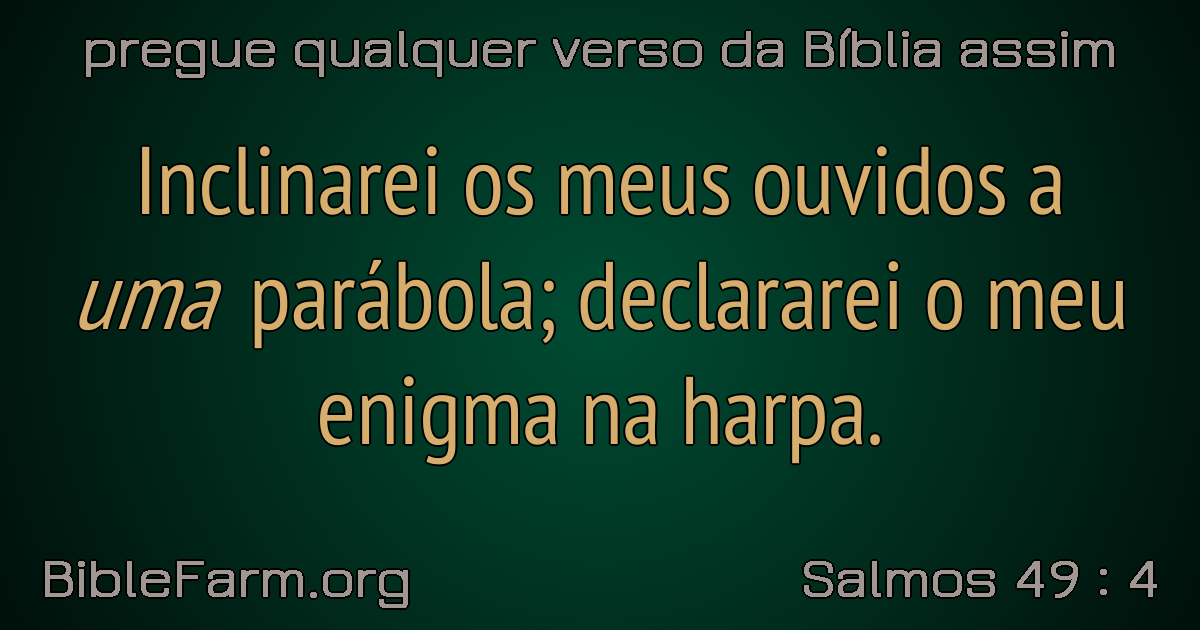 pregue qualquer verso da Bíblia assim
Inclinarei os meus ouvidos a
uma parábola; declararei o meu
enigma na harpa.
BibleFarm.org
Salmos 49 : 4